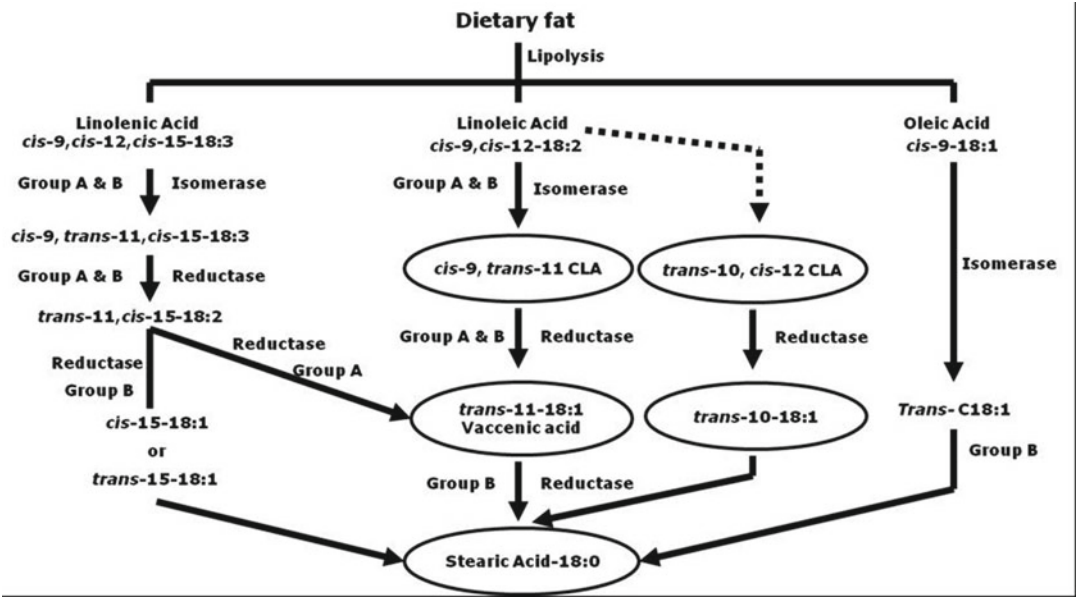 Dietary fat
Lipolysis
Linolenic Acid
cis-9,cis-12,cis-15-18:3
Linoleic Acid
cis-9,cis-12-18:2
Oleic Acid
cis-9-18:1
Group A & B
Isomerase
Group A & B
Isomerase
cis-9, trans-11,cis-15-18:3
cis-9, trans-11 CLA
trans-10, cis-12 CLA
Isomerase
Group A & B
Reductase
trans-11,cis-15-18:2
Group A & B
Reductase
Reductase
Reductase
Group A
Reductase
Group B
cis-15-18:1
or
trans-15-18:1
trans-11-18:1
Vaccenic acid
trans-10-18:1
Trans- C18:1
Group B
Group B
Reductase
Stearic Acid-18:0